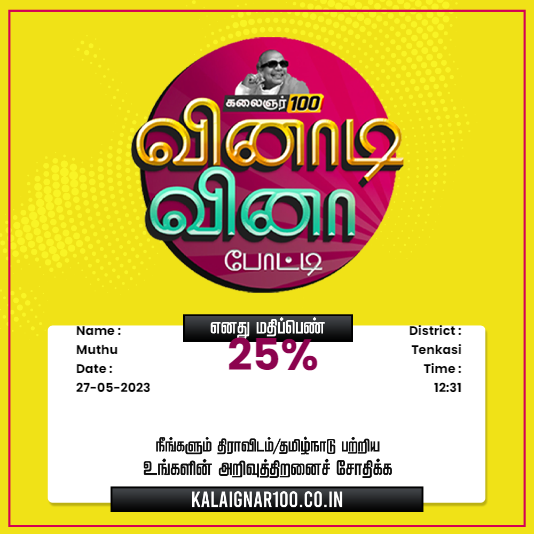 கலைஞர் 100
வினாடி
வினா
போட்டி
எனது மதிப்பெண்
25%
Name :
Muthu
Date :
27-05-2023
District :
Tenkasi
Time :
12:31
நீங்களும் திராவிடம்/தமிழ்நாடு பற்றிய
உங்களின் அறிவுத்திறனைச் சோதிக்க
KALAIGNAR100.CO.IN